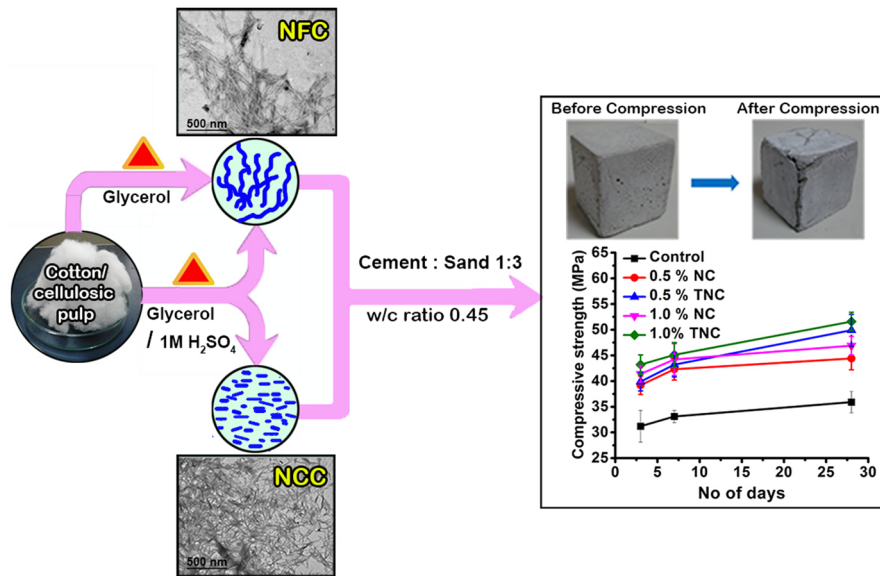 NFC
500 nm
Glycerol
Cotton/
cellulosic
pulp
Glycerol
/ 1M H₂SO₄
NCC
500 nm
Cement : Sand 1:3
w/c ratio 0.45
Before Compression
After Compression
Compressive strength (MPa)
65
60
55
50
45
40
35
30
25
Control
0.5 % NC
0.5 % TNC
1.0 % NC
1.0% TNC
0 5 10 15 20 25 30
No of days